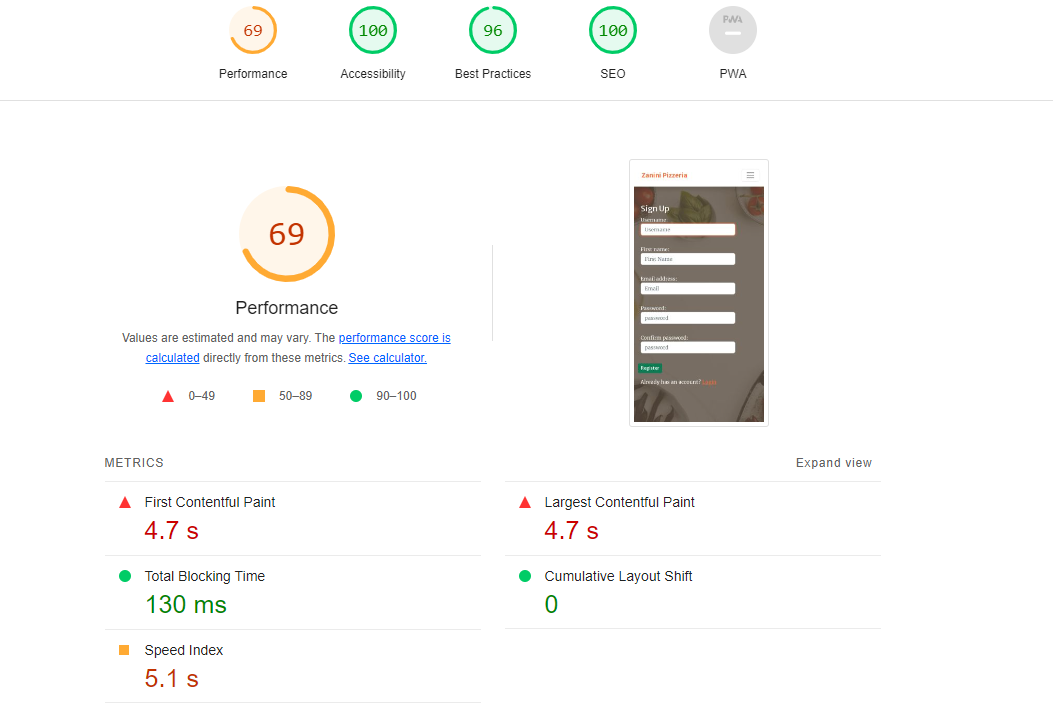 69 100 96 100 PWA
Performance Accessibility Best Practices SEO PWA
69
Performance
Values are estimated and may vary. The performance score is
calculated directly from these metrics. See calculator.
0–49 50–89 90–100
Zanini Pizzeria
Sign Up
Username:
Username
First name:
First Name
Email address:
Email
Password:
password
Confirm password:
password
Register
Already has an account? Login
METRICS Expand view
First Contentful Paint
4.7 s
Largest Contentful Paint
4.7 s
Total Blocking Time
130 ms
Cumulative Layout Shift
0
Speed Index
5.1 s